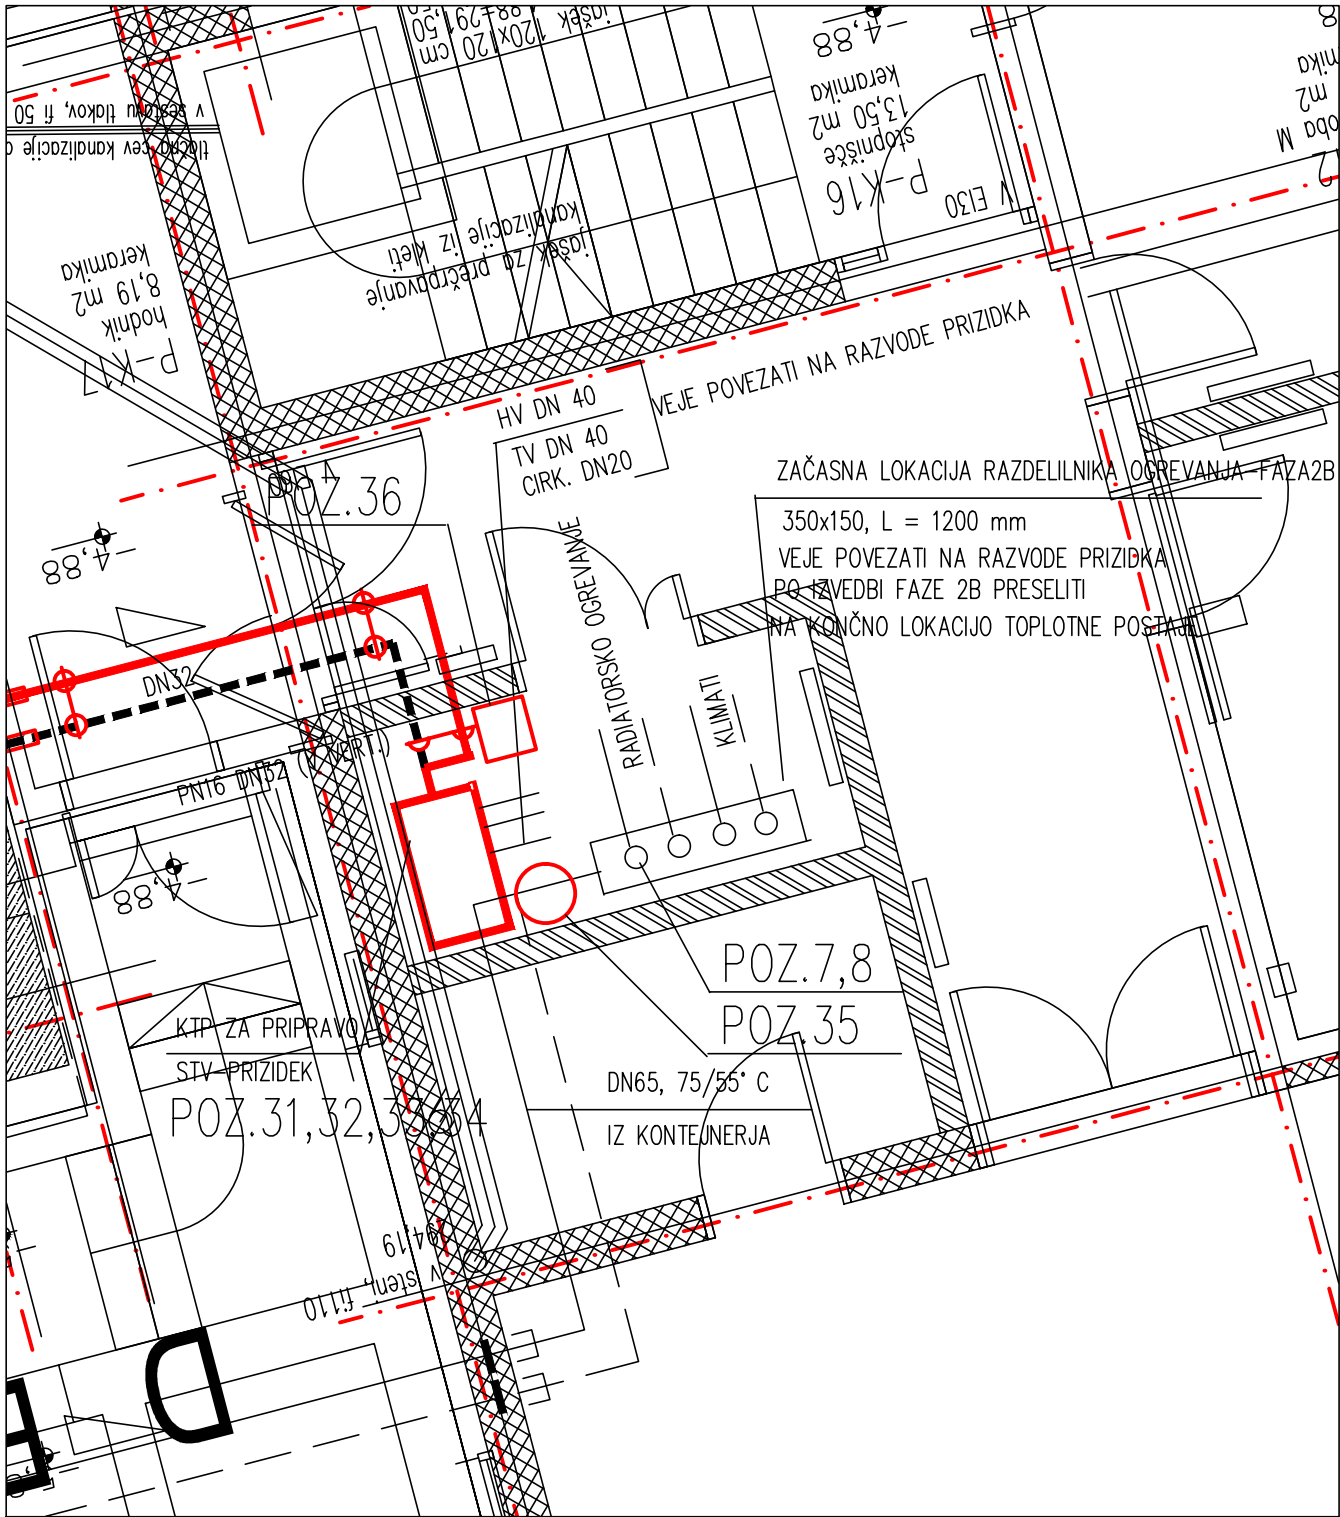 jašek 120x120 cm
-4,88
keramika
13,50 m2
stopnišče
P-K16
V EI30
v sestavu tlakov, fi 50
tlačna cev kanalizacije
jašek za prečrpavanje
kanalizacije iz kleti
keramika
8,19 m2
hodnik
P-K17
m2
oba M
VEJE POVEZATI NA RAZVODE PRIZIDKA
HV DN 40
TV DN 40
CIRK. DN20
POZ.36
-4,88
ZAČASNA LOKACIJA RAZDELILNIKA OGREVANJA-FAZA2B
350x150, L = 1200 mm
VEJE POVEZATI NA RAZVODE PRIZIDKA
PO IZVEDBI FAZE 2B PRESELITI
NA KONČNO LOKACIJO TOPLOTNE POSTAJE
RADIATORSKO OGREVANJE
KLIMATI
DN32
PN16 DN32 (V VERT.)
-4,88
POZ.7,8
POZ.35
KTP ZA PRIPRAVO
STV-PRIZIDEK
POZ.31,32,33,34
DN65, 75/55°C
IZ KONTEJNERJA
v steni, fi110
D
E